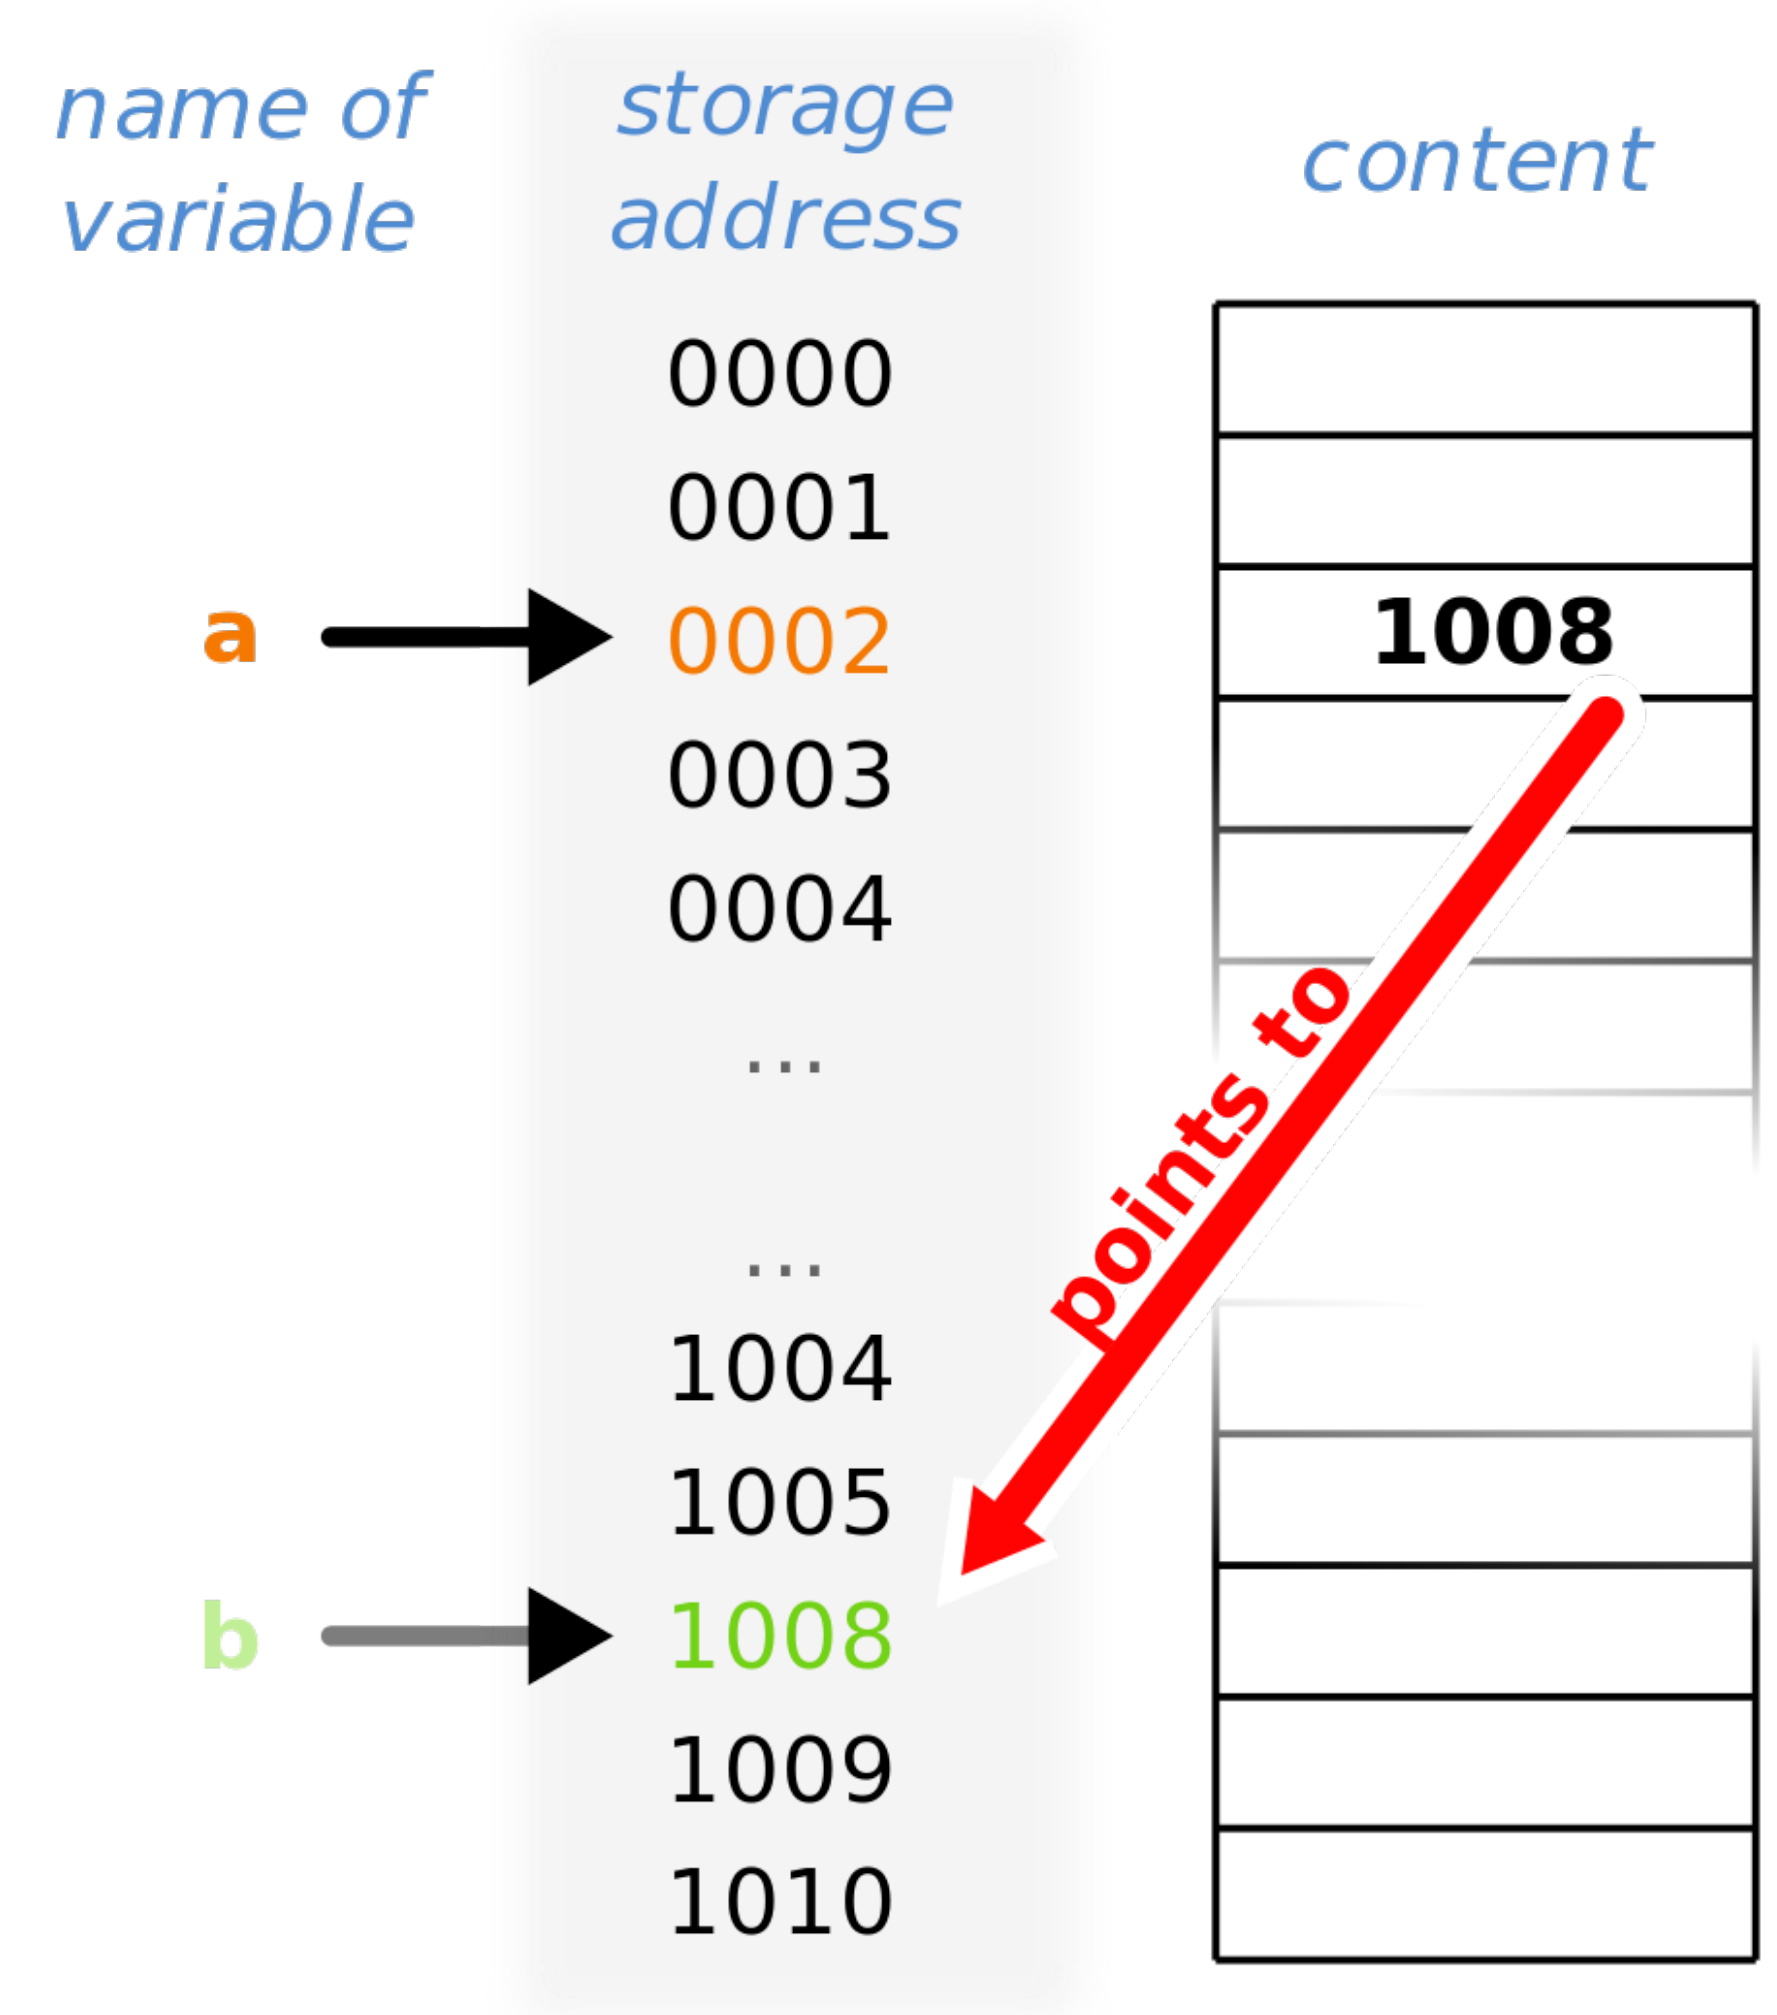 name of
variable
storage
address
content
0000
0001
a 0002 1008
0003
0004
...
points to
...
1004
1005
b 1008
1009
1010